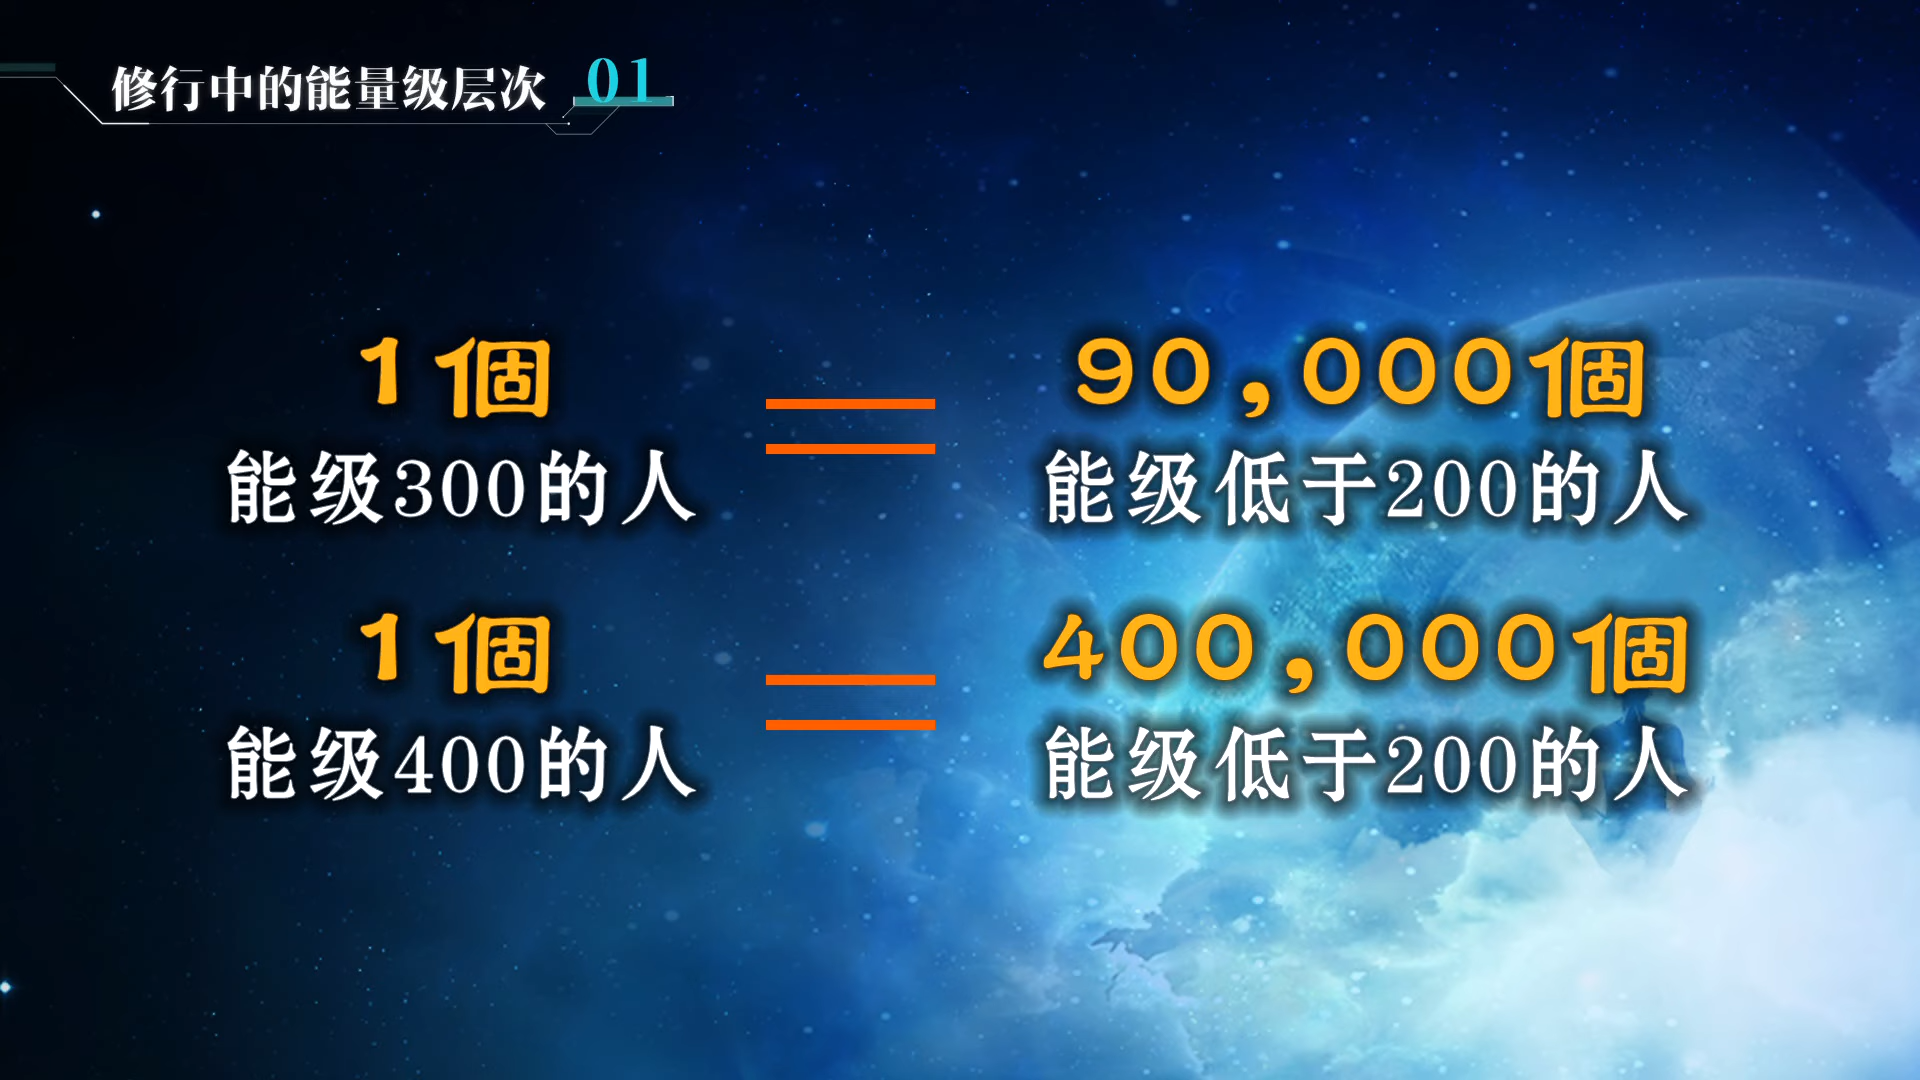 修行中的能量级层次 01
1個
能级300的人
90,000個
能级低于200的人
1個
能级400的人
400,000個
能级低于200的人